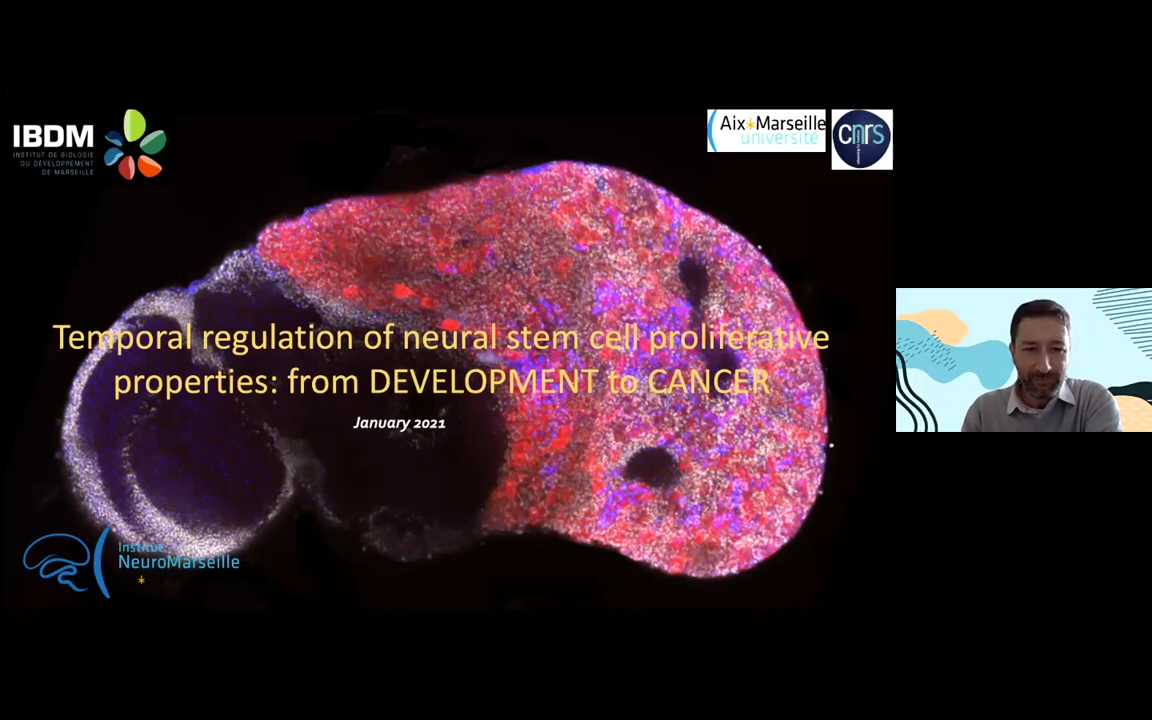 IBDM
INSTITUT DE BIOLOGIE
DU DÉVELOPPEMENT
DE MARSEILLE
Aix*Marseille
université
cnrs
Temporal regulation of neural stem cell proliferative
properties: from DEVELOPMENT to CANCER
January 2021
Institut
NeuroMarseille